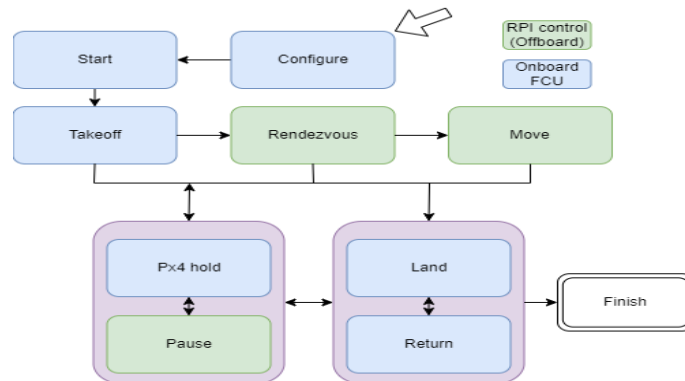 RPI control
(Offboard)
Start
Configure
Onboard
FCU
Takeoff
Rendezvous
Move
Px4 hold
Land
Finish
Pause
Return